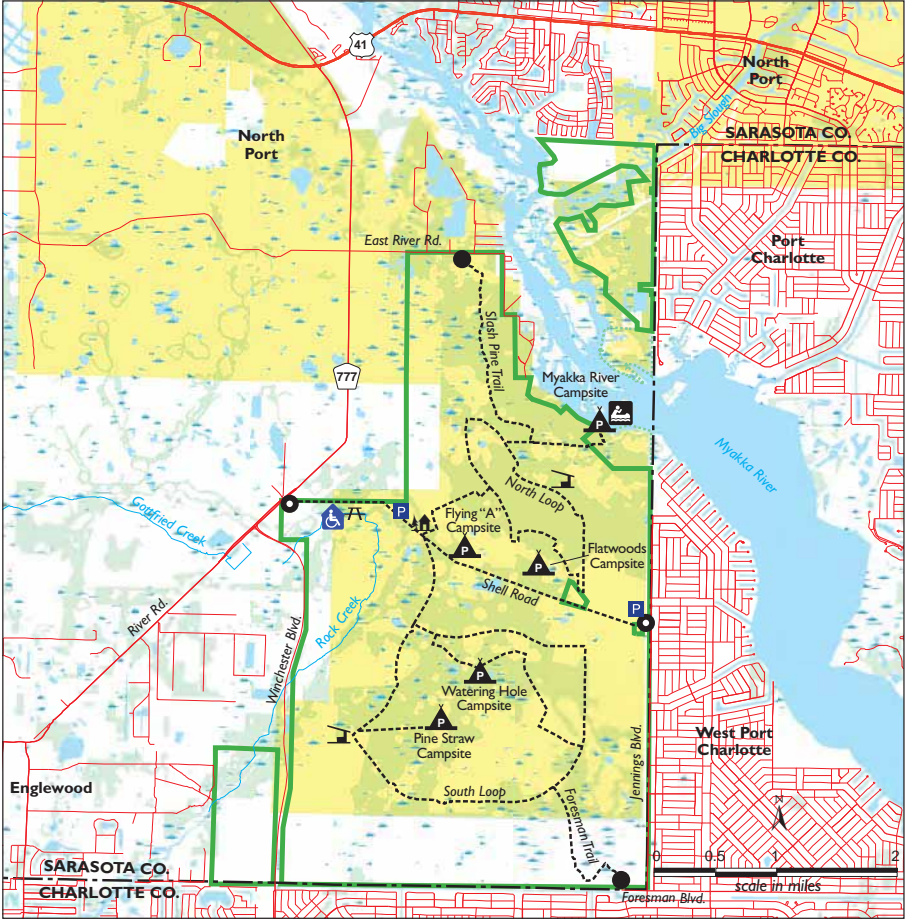 41
North
Port
Big Slough
SARASOTA CO.
CHARLOTTE CO.
North
Port
East River Rd.
Port
Charlotte
Slash Pine Trail
777
Myakka River
Campsite
P
Myakka River
Gottfried Creek
North Loop
P
Flying "A"
Campsite
P
Flatwoods
Campsite
P
Shell Road
P
River Rd.
Rock Creek
Winchester Blvd.
P
Watering Hole
Campsite
P
Pine Straw
Campsite
West Port
Charlotte
Jennings Blvd.
Englewood
South Loop
Foresman Trail
N
0 0.5 1 2
scale in miles
SARASOTA CO.
CHARLOTTE CO.
Foresman Blvd.